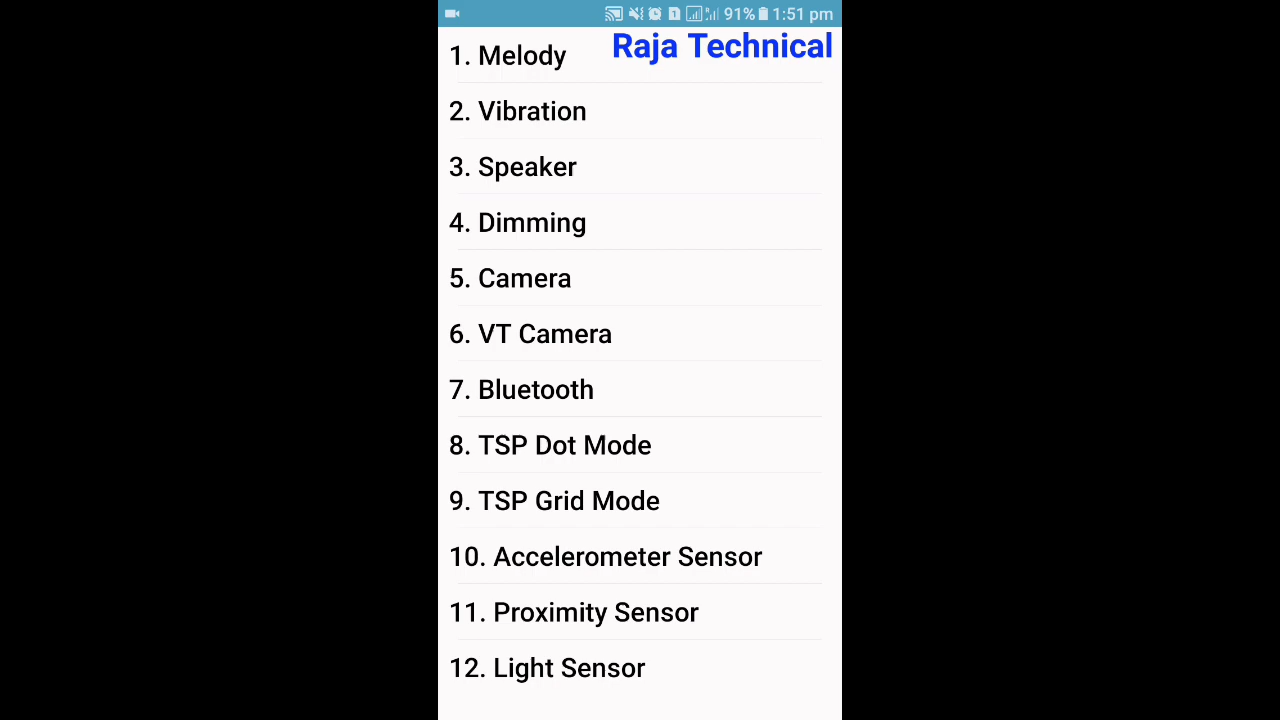 91% 1:51 pm
Raja Technical
1. Melody
2. Vibration
3. Speaker
4. Dimming
5. Camera
6. VT Camera
7. Bluetooth
8. TSP Dot Mode
9. TSP Grid Mode
10. Accelerometer Sensor
11. Proximity Sensor
12. Light Sensor